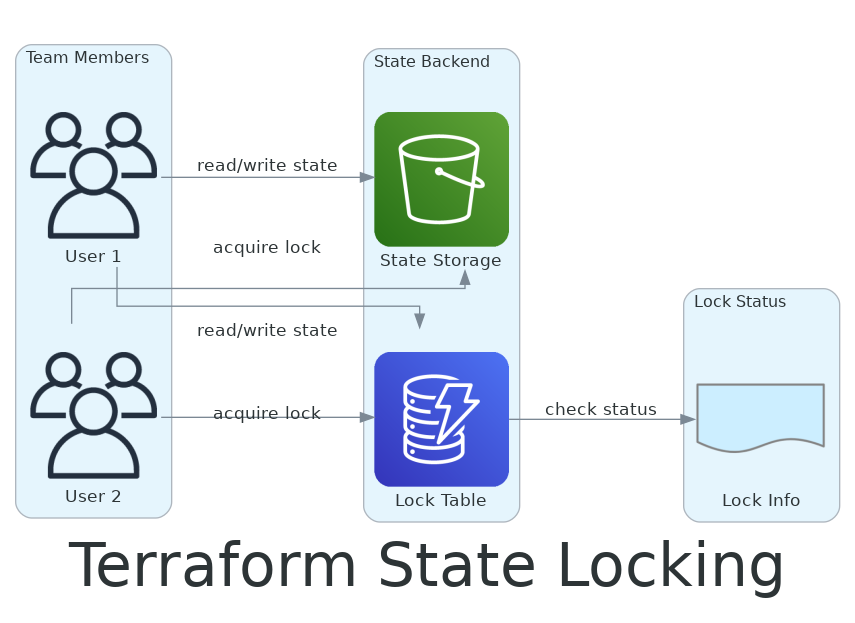 Team Members
State Backend
read/write state
User 1
acquire lock
State Storage
Lock Status
read/write state
acquire lock
check status
User 2
Lock Table
Lock Info
Terraform State Locking